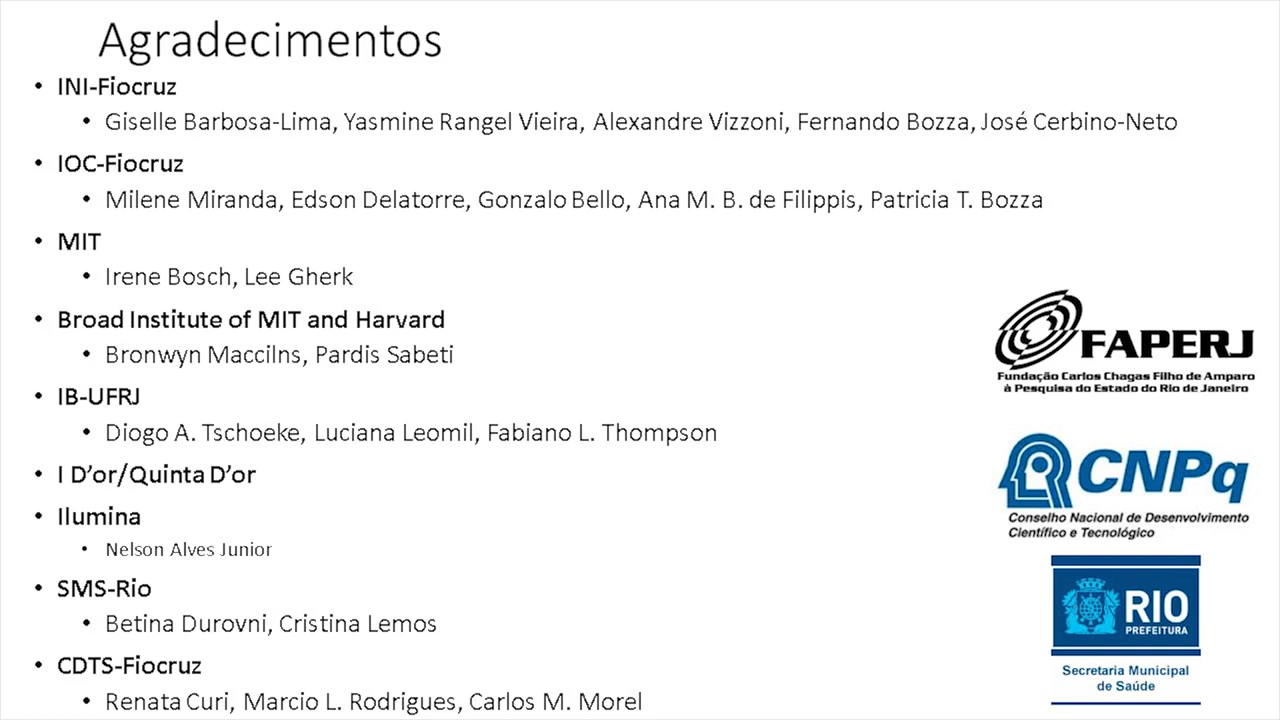 Agradecimentos
• INI-Fiocruz
• Giselle Barbosa-Lima, Yasmine Rangel Vieira, Alexandre Vizzoni, Fernando Bozza, José Cerbino-Neto
• IOC-Fiocruz
• Milene Miranda, Edson Delatorre, Gonzalo Bello, Ana M. B. de Filippis, Patricia T. Bozza
• MIT
• Irene Bosch, Lee Gherk
• Broad Institute of MIT and Harvard
• Bronwyn Maccilns, Pardis Sabeti
• IB-UFRJ
• Diogo A. Tschoeke, Luciana Leomil, Fabiano L. Thompson
• I D’or/Quinta D’or
• Ilumina
• Nelson Alves Junior
• SMS-Rio
• Betina Durovni, Cristina Lemos
• CDTS-Fiocruz
• Renata Curi, Marcio L. Rodrigues, Carlos M. Morel
FAPERJ
Fundação Carlos Chagas Filho de Amparo
à Pesquisa do Estado do Rio de Janeiro
CNPq
Conselho Nacional de Desenvolvimento
Científico e Tecnológico
RIO
PREFEITURA
Secretaria Municipal
de Saúde